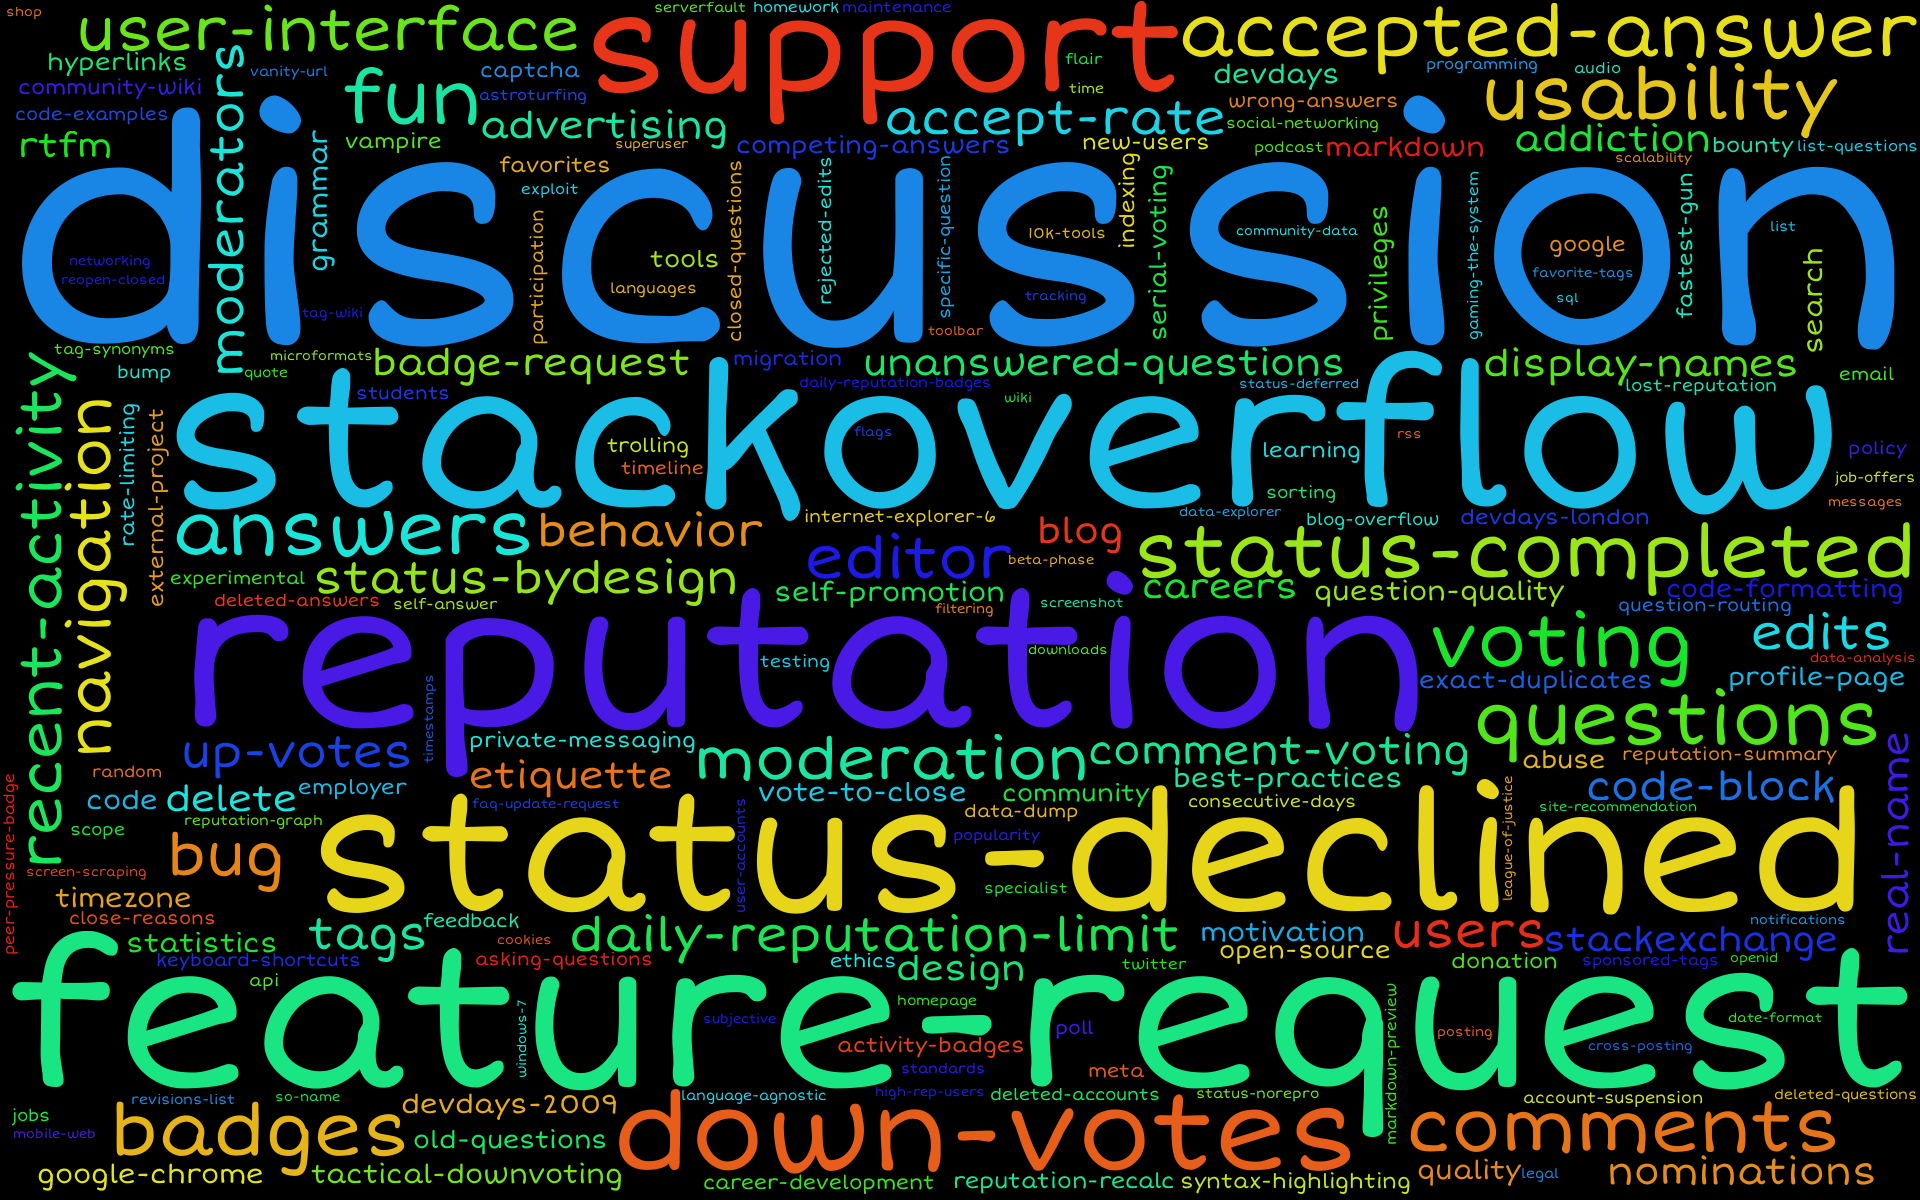 shop
user-interface
serverfault
homework
maintenance
support
accepted-answer
hyperlinks
vanity-url
captcha
flair
devdays
programming
audio
community-wiki
moderators
fun
astroturfing
time
wrong-answers
usability
code-examples
rtfm
grammar
vampire
advertising
superuser
accept-rate
social-networking
competing-answers
new-users
podcast
markdown
addiction
bounty
list-questions
scalability
discussion
favorites
exploit
closed-questions
rejected-edits
specific-question
indexing
serial-voting
privileges
gaming-the-system
fastest-gun
participation
tools
languages
10k-tools
community-data
google
list
networking
reopen-closed
favorite-tags
sql
search
tracking
tag-wiki
toolbar
tag-synonyms
microformats
badge-request
migration
unanswered-questions
display-names
bump
quote
daily-reputation-badges
status-deferred
lost-reputation
email
students
wiki
stackoverflow
recent-activity
navigation
rate-limiting
external-project
trolling
timeline
flags
learning
rss
policy
sorting
job-offers
messages
answers
behavior
internet-explorer-6
blog
data-explorer
blog-overflow
devdays-london
editor
beta-phase
status-completed
experimental
status-bydesign
self-promotion
careers
question-quality
code-formatting
deleted-answers
self-answer
filtering
screenshot
question-routing
reputation
voting
edits
testing
downloads
data-analysis
timestamps
exact-duplicates
profile-page
questions
up-votes
private-messaging
moderation
comment-voting
abuse
reputation-summary
real-name
random
etiquette
best-practices
code
delete
employer
faq-update-request
vote-to-close
community
consecutive-days
code-block
peer-pressure-badge
scope
reputation-graph
user-accounts
data-dump
popularity
league-of-justice
site-recommendation
bug
status-declined
screen-scraping
specialist
timezone
close-reasons
tags
feedback
daily-reputation-limit
motivation
users
notifications
statistics
cookies
open-source
stackexchange
keyboard-shortcuts
asking-questions
ethics
design
twitter
donation
sponsored-tags
openid
api
feature-request
windows-7
homepage
subjective
poll
markdown-preview
posting
date-format
activity-badges
cross-posting
standards
meta
revisions-list
so-name
language-agnostic
high-rep-users
deleted-accounts
status-norepro
account-suspension
deleted-questions
jobs
badges
devdays-2009
down-votes
comments
mobile-web
old-questions
google-chrome
tactical-downvoting
career-development
reputation-recalc
syntax-highlighting
quality
legal
nominations